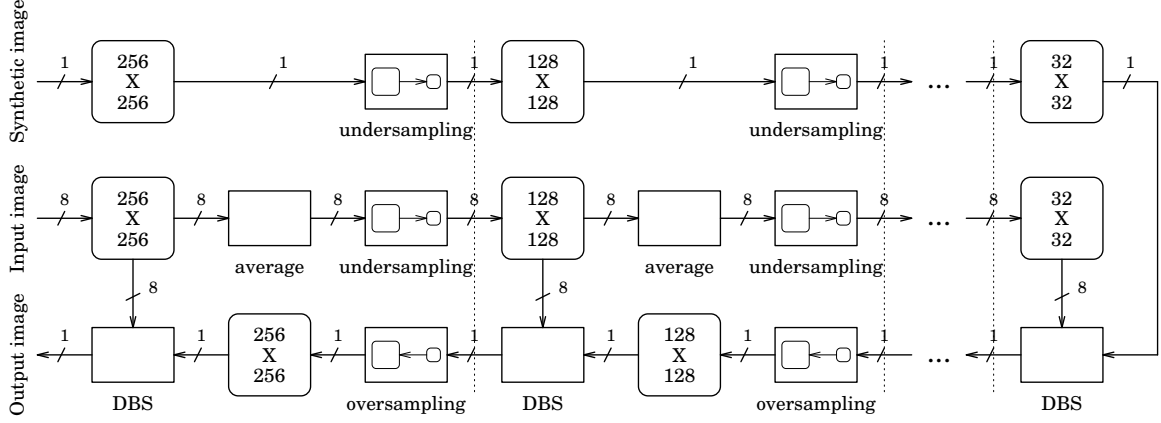 Synthetic image
1
256
X
256
1
1
128
X
128
1
1
...
1
32
X
32
1
undersampling
undersampling
Input image
8
256
X
256
8
8
8
128
X
128
8
8
8
...
8
32
X
32
average
undersampling
average
undersampling
8
8
8
Output image
1
1
256
X
256
1
1
1
128
X
128
1
1
...
1
DBS
oversampling
DBS
oversampling
DBS